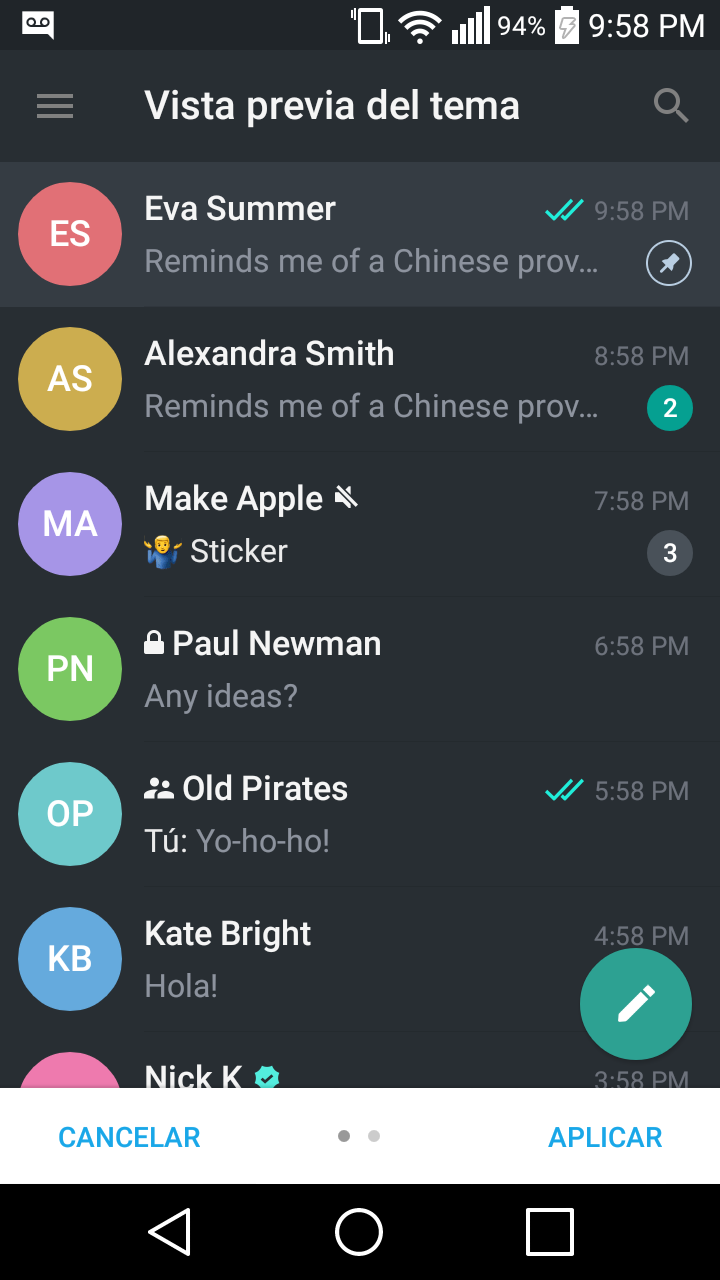 94% 9:58 PM
Vista previa del tema
ES Eva Summer 9:58 PM
Reminds me of a Chinese prov...
AS Alexandra Smith 8:58 PM
Reminds me of a Chinese prov... 2
MA Make Apple 7:58 PM
Sticker 3
PN Paul Newman 6:58 PM
Any ideas?
OP Old Pirates 5:58 PM
Tú: Yo-ho-ho!
KB Kate Bright 4:58 PM
Hola!
Nick K 3:58 PM
CANCELAR APLICAR